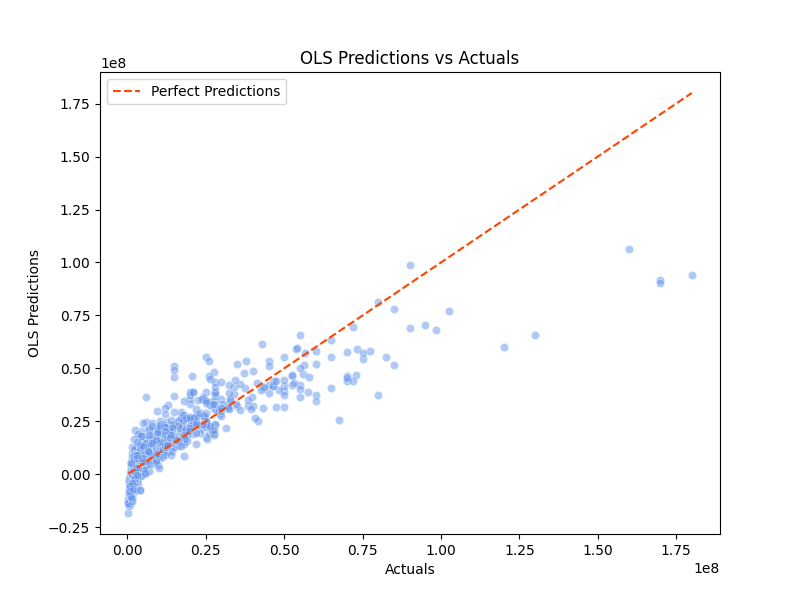 OLS Predictions vs Actuals
1e8
Perfect Predictions
1.75
1.50
1.25
1.00
0.75
0.50
0.25
0.00
−0.25
OLS Predictions
0.00 0.25 0.50 0.75 1.00 1.25 1.50 1.75
Actuals
1e8